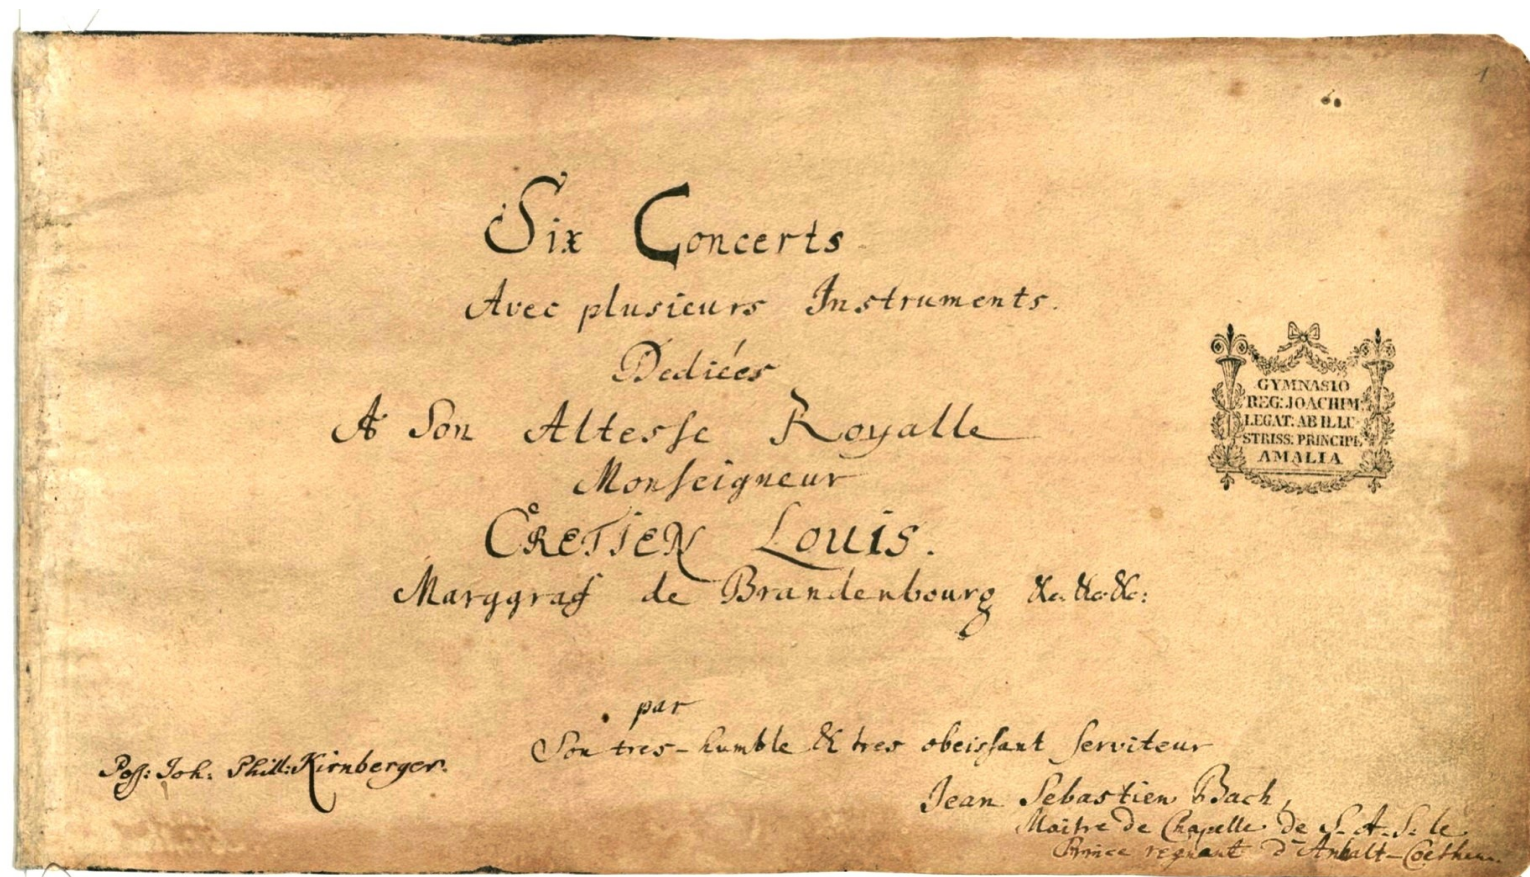 1
Six Concerts
Avec plusieurs Instruments.
Dediées
A Son Altesse Royalle
Monseigneur
CRETIEN LOUIS.
Marggraf de Brandenbourg &c. &c. &c:
par
Son tres-humble & tres obeissant serviteur
Jean Sebastien Bach,
Maitre de Chapelle de S. A. S. le
Prince regnant d'Anhalt-Coethen.
Poss: Joh: Phill: Kirnberger.
GYMNASIO
REG: JOACHIM
LEGAT: AB ILLU
STRISS: PRINCIPE
AMALIA